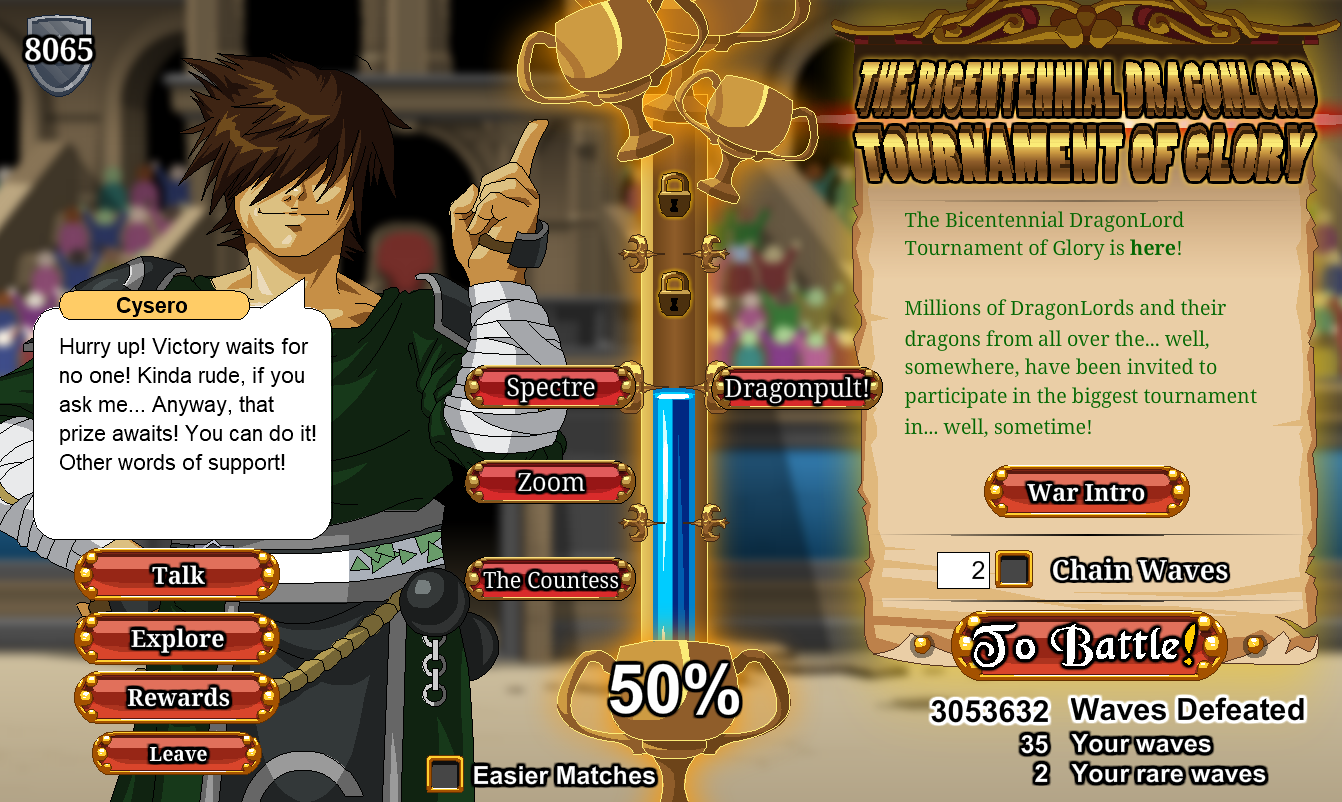 8065
Cysero
Hurry up! Victory waits for
no one! Kinda rude, if you
ask me... Anyway, that
prize awaits! You can do it!
Other words of support!
Talk
Explore
Rewards
Leave
Spectre
Dragonpult!
Zoom
The Countess
50%
Easier Matches
THE BICENTENNIAL DRAGONLORD
TOURNAMENT OF GLORY
The Bicentennial DragonLord
Tournament of Glory is here!
Millions of DragonLords and their
dragons from all over the... well,
somewhere, have been invited to
participate in the biggest tournament
in... well, sometime!
War Intro
2 Chain Waves
To Battle!
3053632 Waves Defeated
35 Your waves
2 Your rare waves